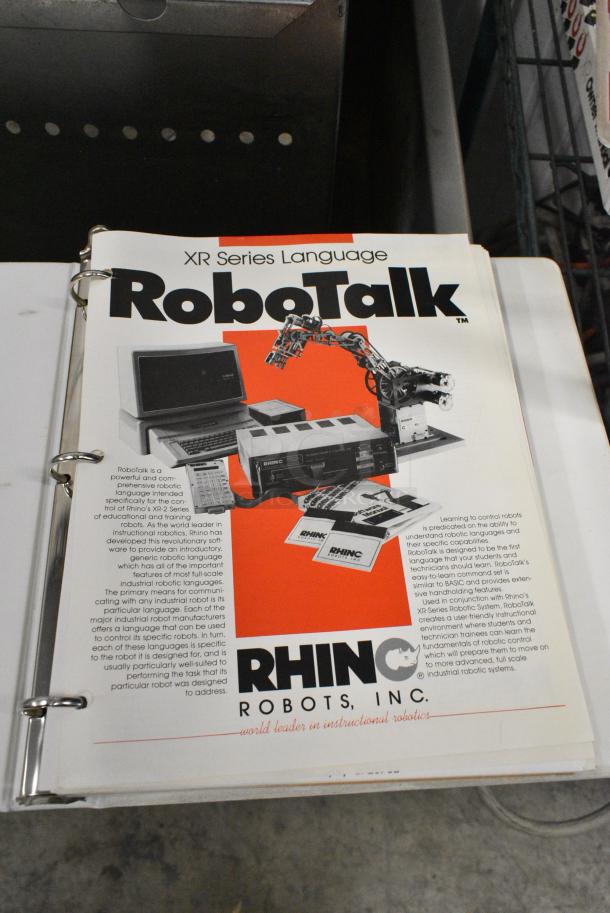 XR Series Language
RoboTalk™
RHINO
RoboTalk is a
powerful and com-
prehensive robotic
language intended
specifically for the con-
trol of Rhino's XR-2 Series
of educational and training
robots. As the world leader in
instructional robotics, Rhino has
developed this revolutionary soft-
ware to provide an introductory,
generic robotic language
which has all of the important
features of most full-scale
industrial robotic languages.
The primary means for communi-
cating with any industrial robot is its
particular language. Each of the
major industrial robot manufacturers
offers a language that can be used
to control its specific robots. In turn,
each of these languages is specific
to the robot it is designed for, and is
usually particularly well-suited to
performing the task that its
particular robot was designed
to address.
RHINO
RHINO
Learning to control robots
is predicated on the ability to
understand robotic languages and
their specific capabilities.
RoboTalk is designed to be the first
language that your students and
technicians should learn. RoboTalk's
easy-to-learn command set is
similar to BASIC and provides exten-
sive handholding features.
Used in conjunction with Rhino's
XR-Series Robotic System, RoboTalk
creates a user-friendly instructional
environment where students and
technician trainees can learn the
fundamentals of robotic control
which will prepare them to move on
to more advanced, full scale
industrial robotic systems.
RHINO®
ROBOTS, INC.
world leader in instructional robotics